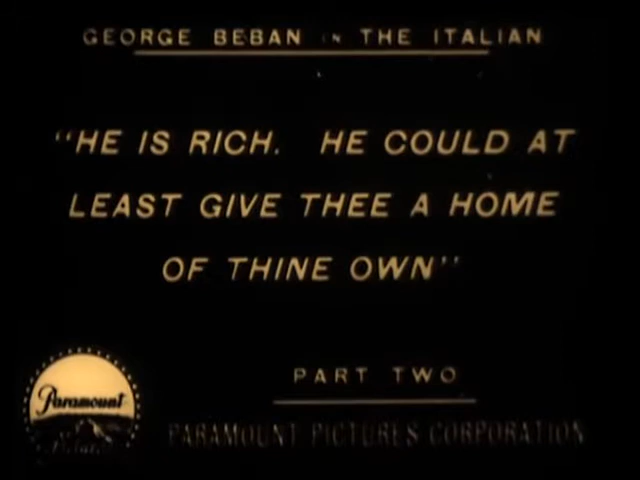 GEORGE BEBAN IN THE ITALIAN
"HE IS RICH. HE COULD AT
LEAST GIVE THEE A HOME
OF THINE OWN"
PART TWO
Paramount
Pictures
PARAMOUNT PICTURES CORPORATION